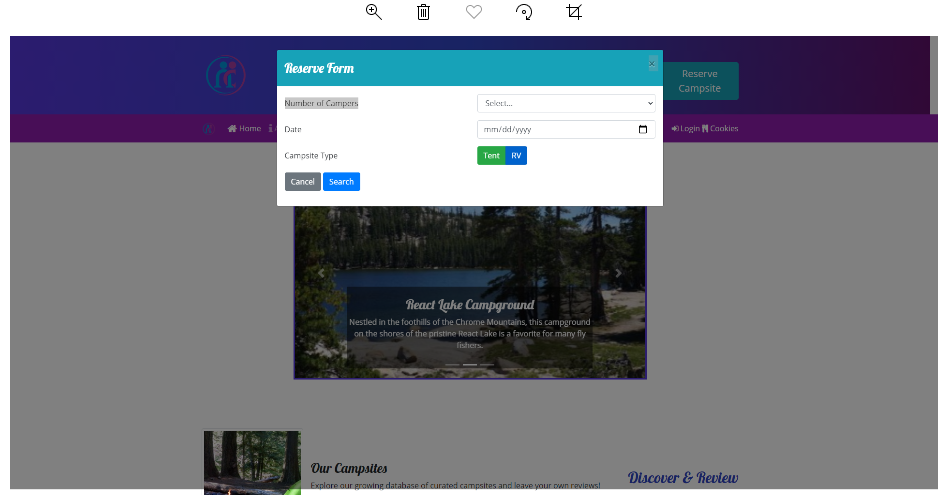 Reserve Form
×
Reserve
Campsite
Number of Campers
Select...
Home
Login
Cookies
Date
mm/dd/yyyy
Campsite Type
Tent
RV
Cancel
Search
React Lake Campground
Nestled in the foothills of the Chrome Mountains, this campground
on the shores of the pristine React Lake is a favorite for many fly
fishers.
Our Campsites
Discover & Review
Explore our growing database of curated campsites and leave your own reviews!